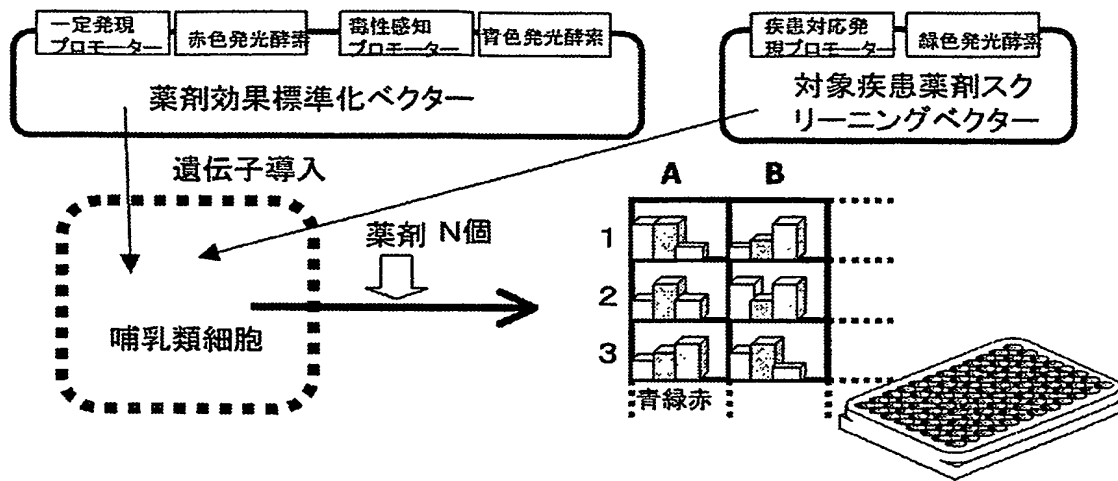 一定発現
プロモーター
赤色発光酵素
毒性感知
プロモーター
青色発光酵素
薬剤効果標準化ベクター
疾患対応発
現プロモーター
緑色発光酵素
対象疾患薬剤スク
リーニングベクター
遺伝子導入
哺乳類細胞
薬剤 N個
A B
1
2
3
青緑赤